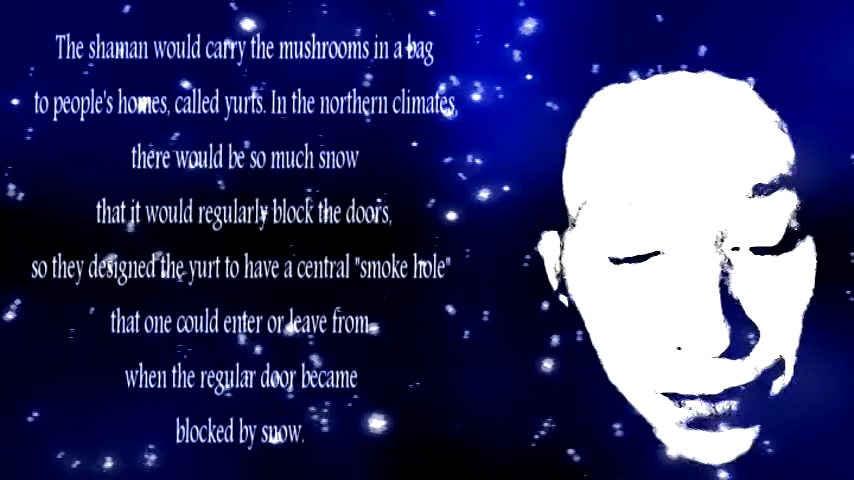 The shaman would carry the mushrooms in a bag
to people's homes, called yurts. In the northern climates,
there would be so much snow
that it would regularly block the doors,
so they designed the yurt to have a central "smoke hole"
that one could enter or leave from
when the regular door became
blocked by snow.